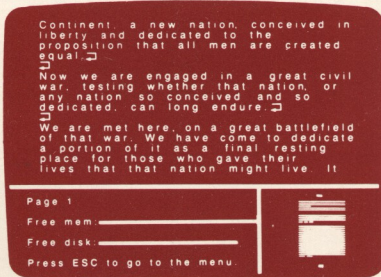 Continent, a new nation, conceived in
liberty and dedicated to the
proposition that all men are created
equal.
Now we are engaged in a great civil
war, testing whether that nation, or
any nation so conceived and so
dedicated, can long endure.
We are met here, on a great battlefield
of that war. We have come to dedicate
a portion of it as a final resting
place for those who gave their
lives that that nation might live. It
Page 1
Free mem:
Free disk:
Press ESC to go to the menu.